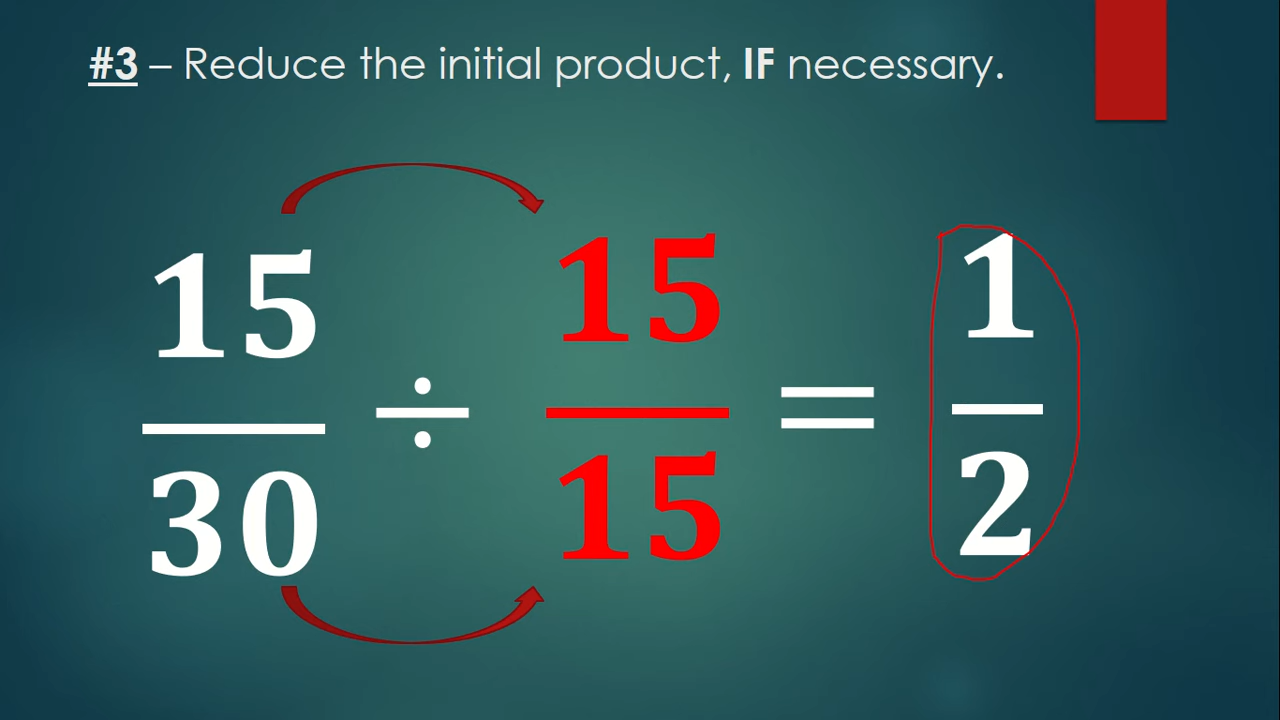 #3 – Reduce the initial product, IF necessary.
15 15 1
÷ =
30 15 2